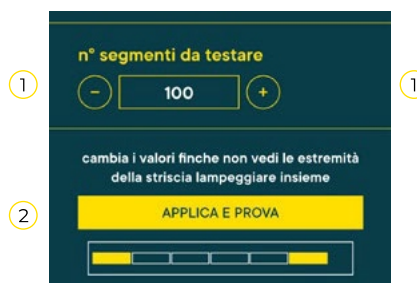 n° segmenti da testare
1
− 100 +
1
cambia i valori finche non vedi le estremità
della striscia lampeggiare insieme
2
APPLICA E PROVA